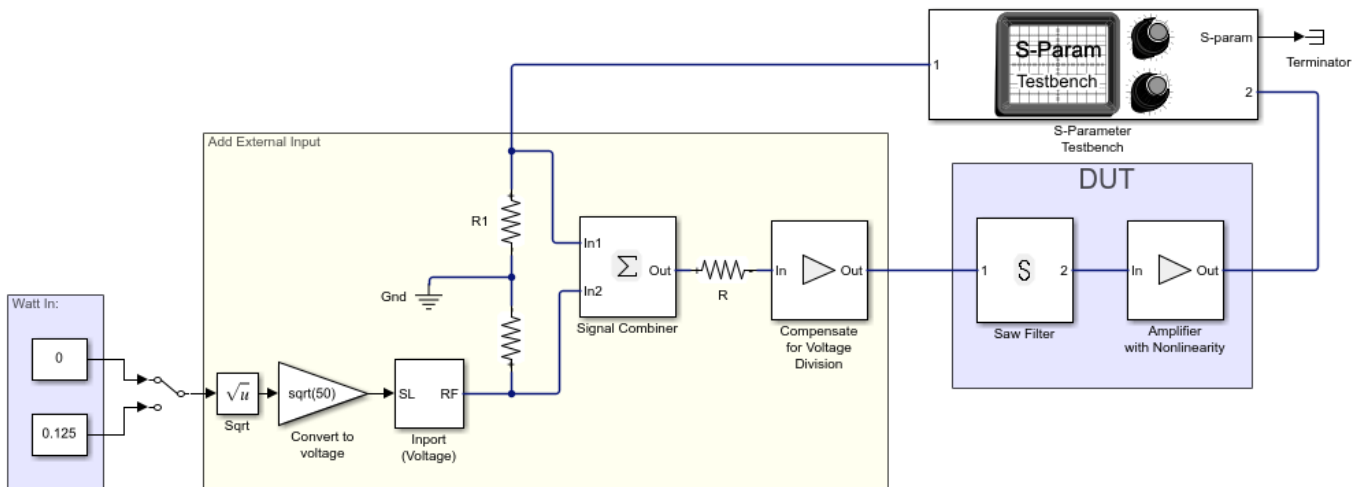 S-Param
Testbench
1
S-param
2
Terminator
S-Parameter
Testbench
Add External Input
DUT
R1
In1
In2
Σ
Out
Signal Combiner
R
In
Out
Compensate
for Voltage
Division
1
S
2
Saw Filter
In
Out
Amplifier
with Nonlinearity
Gnd
Watt In:
0
0.125
√u
Sqrt
sqrt(50)
Convert to
voltage
SL
RF
Inport
(Voltage)
+
+
+
-